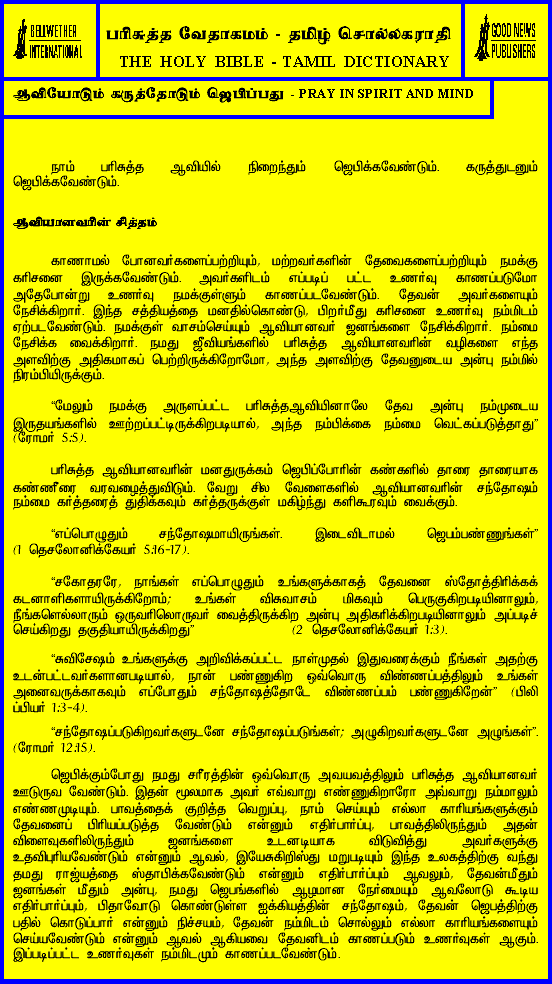 BELLWETHER
INTERNATIONAL
பரிசுத்த வேதாகமம் - தமிழ் சொல்லகராதி
THE HOLY BIBLE - TAMIL DICTIONARY
GOOD NEWS
PUBLISHERS
ஆவியோடும் கருத்தோடும் ஜெபிப்பது - PRAY IN SPIRIT AND MIND
நாம் பரிசுத்த ஆவியில் நிறைந்தும் ஜெபிக்கவேண்டும். கருத்துடனும்
ஜெபிக்கவேண்டும்.
ஆவியானவரின் சித்தம்
காணாமல் போனவர்களைப்பற்றியும், மற்றவர்களின் தேவைகளைப்பற்றியும் நமக்கு
கரிசனை இருக்கவேண்டும். அவர்களிடம் எப்படிப் பட்ட உணர்வு காணப்படுமோ
அதேபோன்று உணர்வு நமக்குள்ளும் காணப்படவேண்டும். தேவன் அவர்களையும்
நேசிக்கிறார். இந்த சத்தியத்தை மனதில்கொண்டு, பிறர்மீது கரிசனை உணர்வு நம்மிடம்
ஏற்படவேண்டும். நமக்குள் வாசம்செய்யும் ஆவியானவர் ஜனங்களை நேசிக்கிறார். நம்மை
நேசிக்க வைக்கிறார். நமது ஜீவியங்களில் பரிசுத்த ஆவியானவரின் வழிகளை எந்த
அளவிற்கு அதிகமாகப் பெற்றிருக்கிறோமோ, அந்த அளவிற்கு தேவனுடைய அன்பு நம்மில்
நிரம்பியிருக்கும்.
“மேலும் நமக்கு அருளப்பட்ட பரிசுத்தஆவியினாலே தேவ அன்பு நம்முடைய
இருதயங்களில் ஊற்றப்பட்டிருக்கிறபடியால், அந்த நம்பிக்கை நம்மை வெட்கப்படுத்தாது”
(ரோமர் 5:5).
பரிசுத்த ஆவியானவரின் மனதுருக்கம் ஜெபிப்போரின் கண்களில் தாரை தாரையாக
கண்ணீரை வரவழைத்துவிடும். வேறு சில வேளைகளில் ஆவியானவரின் சந்தோஷம்
நம்மை கர்த்தரைத் துதிக்கவும் கர்த்தருக்குள் மகிழ்ந்து களிகூரவும் வைக்கும்.
“எப்பொழுதும் சந்தோஷமாயிருங்கள். இடைவிடாமல் ஜெபம்பண்ணுங்கள்”
(1 தெசலோனிக்கேயர் 5:16-17).
“சகோதரரே, நாங்கள் எப்பொழுதும் உங்களுக்காகத் தேவனை ஸ்தோத்திரிக்கக்
கடனாளிகளாயிருக்கிறோம்; உங்கள் விசுவாசம் மிகவும் பெருகுகிறபடியினாலும்,
நீங்களெல்லாரும் ஒருவரிலொருவர் வைத்திருக்கிற அன்பு அதிகரிக்கிறபடியினாலும் அப்படிச்
செய்கிறது தகுதியாயிருக்கிறது” (2 தெசலோனிக்கேயர் 1:3).
“சுவிசேஷம் உங்களுக்கு அறிவிக்கப்பட்ட நாள்முதல் இதுவரைக்கும் நீங்கள் அதற்கு
உடன்பட்டவர்களானபடியால், நான் பண்ணுகிற ஒவ்வொரு விண்ணப்பத்திலும் உங்கள்
அனைவருக்காகவும் எப்போதும் சந்தோஷத்தோடே விண்ணப்பம் பண்ணுகிறேன்” (பிலி
ப்பியர் 1:3-4).
“சந்தோஷப்படுகிறவர்களுடனே சந்தோஷப்படுங்கள்; அழுகிறவர்களுடனே அழுங்கள்”.
(ரோமர் 12:15).
ஜெபிக்கும்போது நமது சரீரத்தின் ஒவ்வொரு அவயவத்திலும் பரிசுத்த ஆவியானவர்
ஊடுருவ வேண்டும். இதன் மூலமாக அவர் எவ்வாறு எண்ணுகிறாரோ அவ்வாறு நம்மாலும்
எண்ணமுடியும். பாவத்தைக் குறித்த வெறுப்பு, நாம் செய்யும் எல்லா காரியங்களுக்கும்
தேவனைப் பிரியப்படுத்த வேண்டும் என்னும் எதிர்பார்ப்பு, பாவத்திலிருந்தும் அதன்
விளைவுகளிலிருந்தும் ஜனங்களை உடனடியாக விடுவித்து அவர்களுக்கு
உதவிபுரியவேண்டும் என்னும் ஆவல், இயேசுகிறிஸ்து மறுபடியும் இந்த உலகத்திற்கு வந்து
தமது ராஜ்யத்தை ஸ்தாபிக்கவேண்டும் என்னும் எதிர்பார்ப்பும் ஆவலும், தேவன்மீதும்
ஜனங்கள் மீதும் அன்பு, நமது ஜெபங்களில் ஆழமான நேர்மையும் ஆவலோடு கூடிய
எதிர்பார்ப்பும், பிதாவோடு கொண்டுள்ள ஐக்கியத்தின் சந்தோஷம், தேவன் ஜெபத்திற்கு
பதில் கொடுப்பார் என்னும் நிச்சயம், தேவன் நம்மிடம் சொல்லும் எல்லா காரியங்களையும்
செய்யவேண்டும் என்னும் ஆவல் ஆகியவை தேவனிடம் காணப்படும் உணர்வுகள் ஆகும்.
இப்படிப்பட்ட உணர்வுகள் நம்மிடமும் காணப்படவேண்டும்.